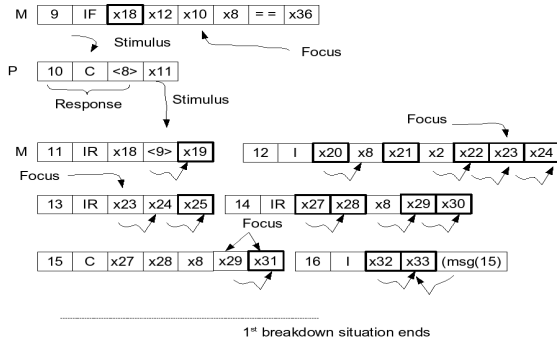 M 9 IF x18 x12 x10 x8 == x36
Stimulus
Focus
P 10 C <8> x11
Response
Stimulus
Focus
M 11 IR x18 <9> x19 12 I x20 x8 x21 x2 x22 x23 x24
Focus
13 IR x23 x24 x25 14 IR x27 x28 x8 x29 x30
Focus
15 C x27 x28 x8 x29 x31 16 I x32 x33 (msg(15)
1st breakdown situation ends